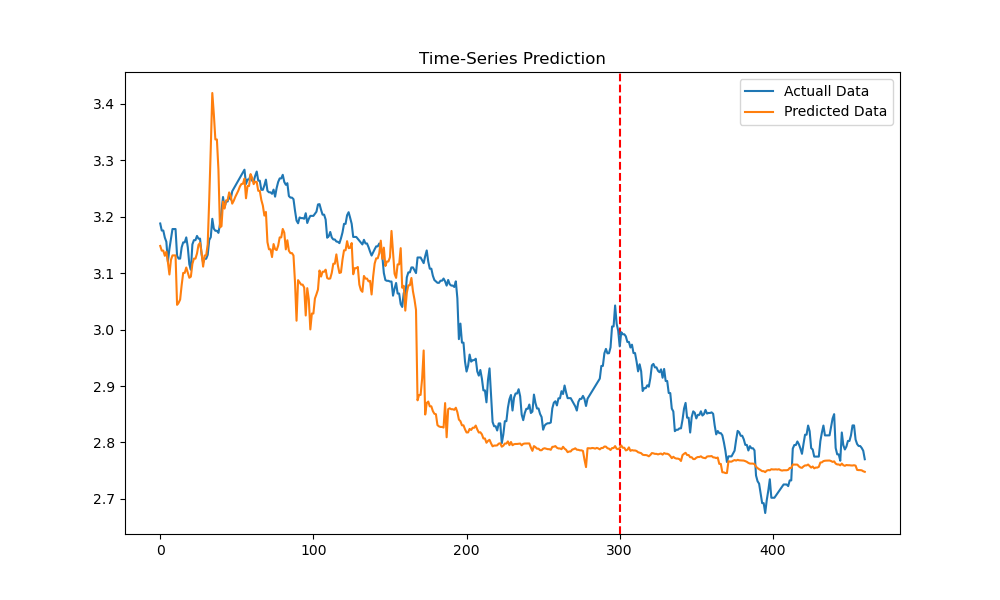 Time-Series Prediction
Actuall Data
Predicted Data
3.4
3.3
3.2
3.1
3.0
2.9
2.8
2.7
0 100 200 300 400